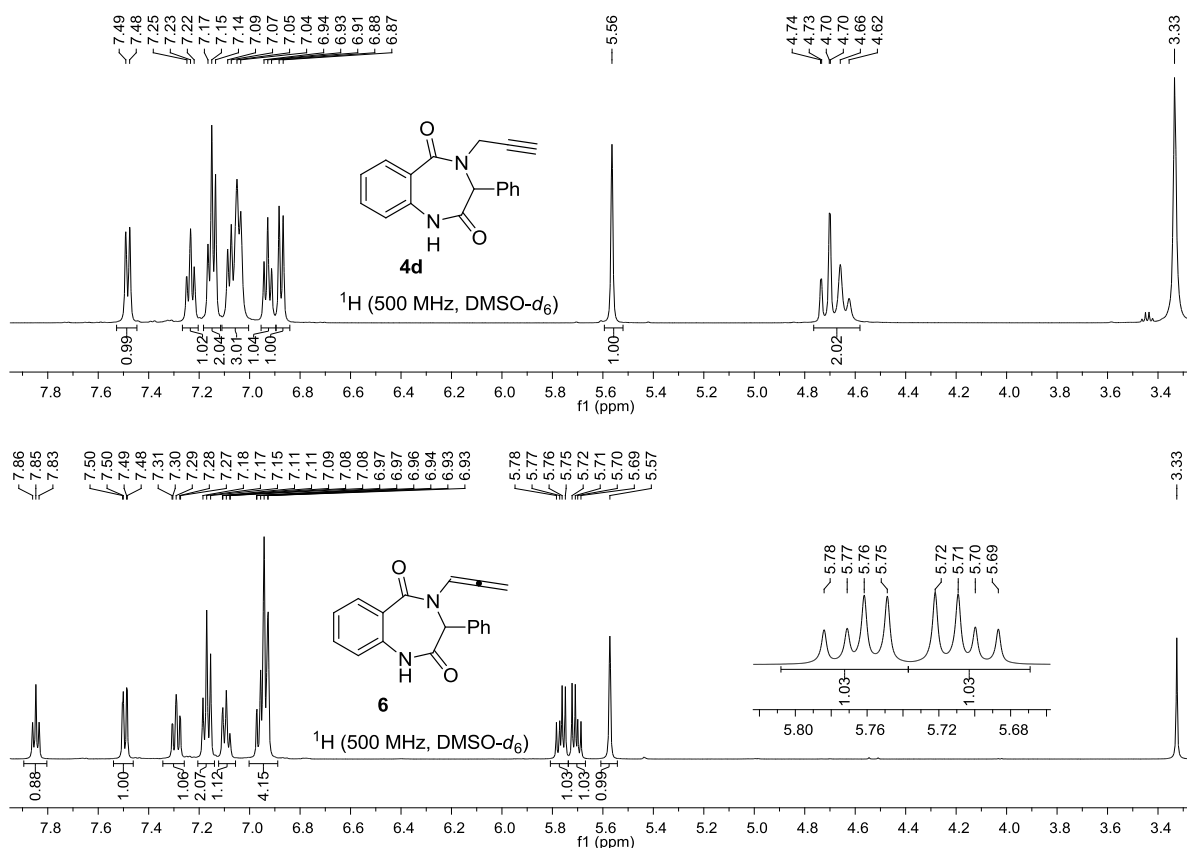 7.49 7.48 7.25 7.23 7.22 7.17 7.15 7.14 7.09 7.07 7.05 7.04 6.94 6.93 6.91 6.88 6.87 5.56 4.74 4.73 4.70 4.70 4.66 4.62 3.33
O
N
Ph
N
H
O
4d
1H (500 MHz, DMSO-d6)
0.99 1.02 2.04 3.01 1.04 1.00 1.00 2.02
7.8 7.6 7.4 7.2 7.0 6.8 6.6 6.4 6.2 6.0 5.8 5.6 5.4 5.2 5.0 4.8 4.6 4.4 4.2 4.0 3.8 3.6 3.4
f1 (ppm)
7.86 7.85 7.83 7.50 7.50 7.49 7.48 7.31 7.30 7.29 7.28 7.27 7.18 7.17 7.15 7.11 7.11 7.09 7.08 7.08 6.97 6.97 6.96 6.94 6.93 6.93 5.78 5.77 5.76 5.75 5.72 5.71 5.70 5.69 5.57 3.33
5.78 5.77 5.76 5.75 5.72 5.71 5.70 5.69
O
N
Ph
HN
O
6
1H (500 MHz, DMSO-d6)
1.03 1.03
5.80 5.76 5.72 5.68
0.88 1.00 1.06 2.07 1.12 4.15 1.03 1.03 0.99
7.8 7.6 7.4 7.2 7.0 6.8 6.6 6.4 6.2 6.0 5.8 5.6 5.4 5.2 5.0 4.8 4.6 4.4 4.2 4.0 3.8 3.6 3.4
f1 (ppm)